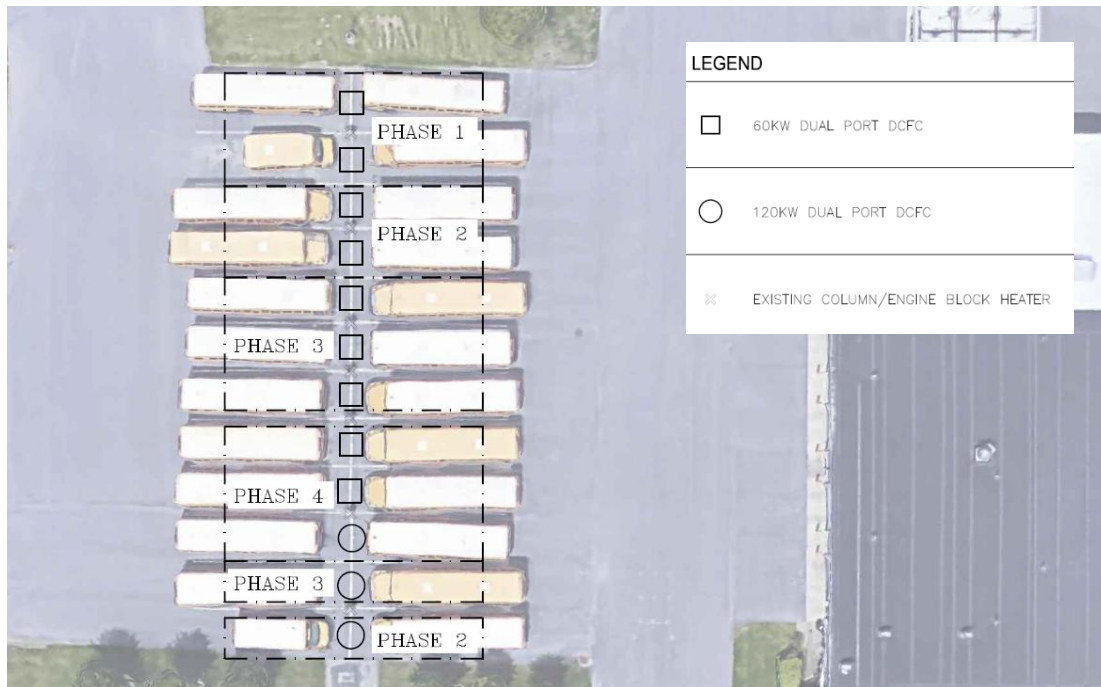 LEGEND
60KW DUAL PORT DCFC
120KW DUAL PORT DCFC
EXISTING COLUMN/ENGINE BLOCK HEATER
PHASE 1
PHASE 2
PHASE 3
PHASE 4
PHASE 3
PHASE 2